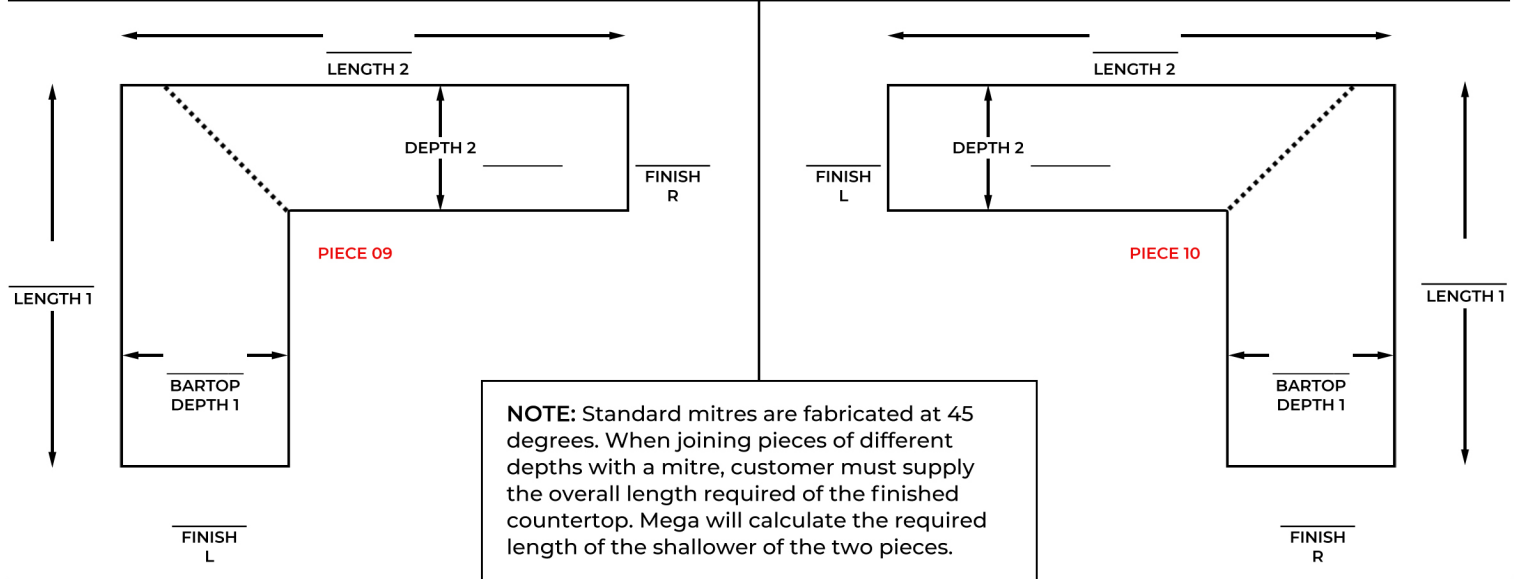 LENGTH 2
DEPTH 2
FINISH
R
PIECE 09
LENGTH 1
BARTOP
DEPTH 1
FINISH
L
LENGTH 2
DEPTH 2
FINISH
L
PIECE 10
LENGTH 1
BARTOP
DEPTH 1
FINISH
R
NOTE: Standard mitres are fabricated at 45
degrees. When joining pieces of different
depths with a mitre, customer must supply
the overall length required of the finished
countertop. Mega will calculate the required
length of the shallower of the two pieces.